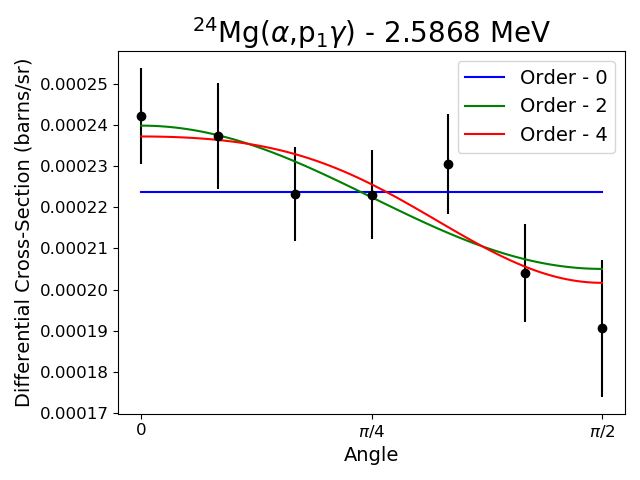 ²⁴Mg(α,p₁γ) - 2.5868 MeV
Differential Cross-Section (barns/sr)
0.00025
0.00024
0.00023
0.00022
0.00021
0.00020
0.00019
0.00018
0.00017
Order - 0
Order - 2
Order - 4
0
π/4
π/2
Angle